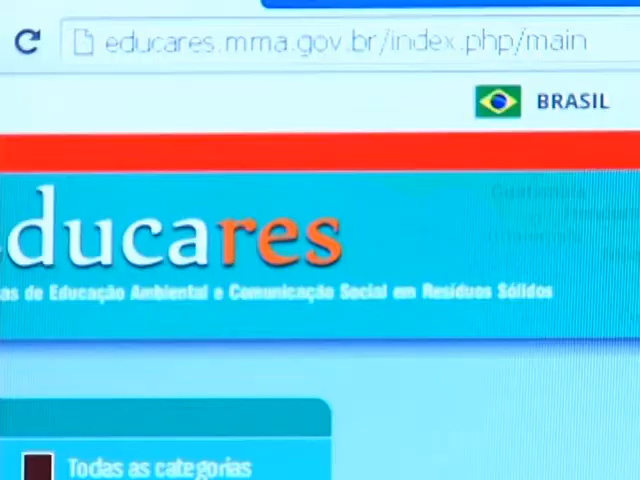 educares.mma.gov.br/index.php/main
BRASIL
Guatemala
educares
as de Educação Ambiental e Comunicação Social em Resíduos Sólidos
Todas as categorias